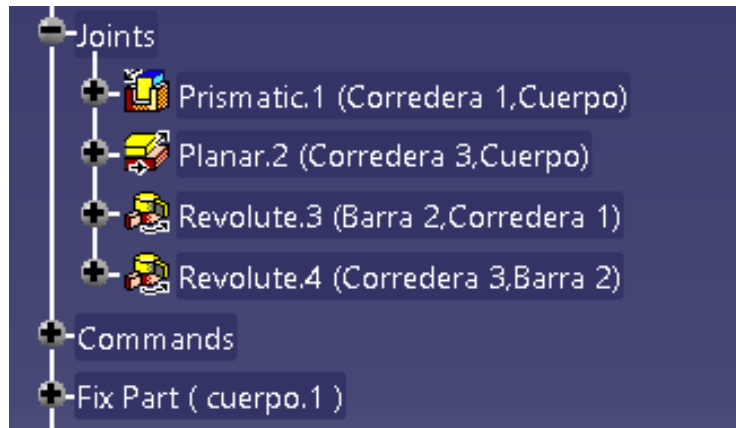 Joints
Prismatic.1 (Corredera 1,Cuerpo)
Planar.2 (Corredera 3,Cuerpo)
Revolute.3 (Barra 2,Corredera 1)
Revolute.4 (Corredera 3,Barra 2)
Commands
Fix Part ( cuerpo.1 )